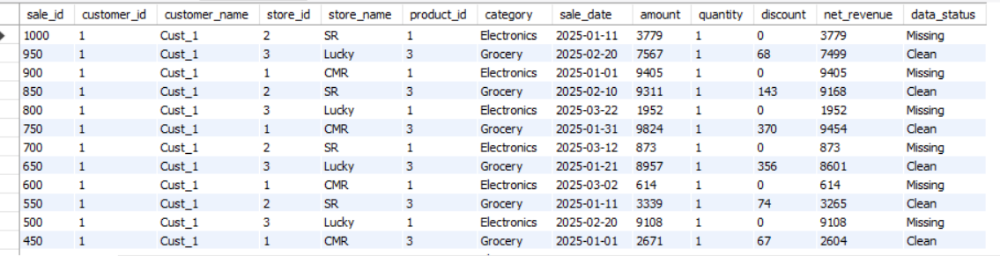 sale_id customer_id customer_name store_id store_name product_id category sale_date amount quantity discount net_revenue data_status
1000 1 Cust_1 2 SR 1 Electronics 2025-01-11 3779 1 0 3779 Missing
950 1 Cust_1 3 Lucky 3 Grocery 2025-02-20 7567 1 68 7499 Clean
900 1 Cust_1 1 CMR 1 Electronics 2025-01-01 9405 1 0 9405 Missing
850 1 Cust_1 2 SR 3 Grocery 2025-02-10 9311 1 143 9168 Clean
800 1 Cust_1 3 Lucky 1 Electronics 2025-03-22 1952 1 0 1952 Missing
750 1 Cust_1 1 CMR 3 Grocery 2025-01-31 9824 1 370 9454 Clean
700 1 Cust_1 2 SR 1 Electronics 2025-03-12 873 1 0 873 Missing
650 1 Cust_1 3 Lucky 3 Grocery 2025-01-21 8957 1 356 8601 Clean
600 1 Cust_1 1 CMR 1 Electronics 2025-03-02 614 1 0 614 Missing
550 1 Cust_1 2 SR 3 Grocery 2025-01-11 3339 1 74 3265 Clean
500 1 Cust_1 3 Lucky 1 Electronics 2025-02-20 9108 1 0 9108 Missing
450 1 Cust_1 1 CMR 3 Grocery 2025-01-01 2671 1 67 2604 Clean